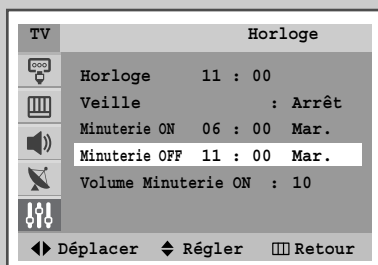 TV Horloge
Horloge 11 : 00
Veille : Arrêt
Minuterie ON 06 : 00 Mar.
Minuterie OFF 11 : 00 Mar.
Volume Minuterie ON : 10
Déplacer Régler Retour